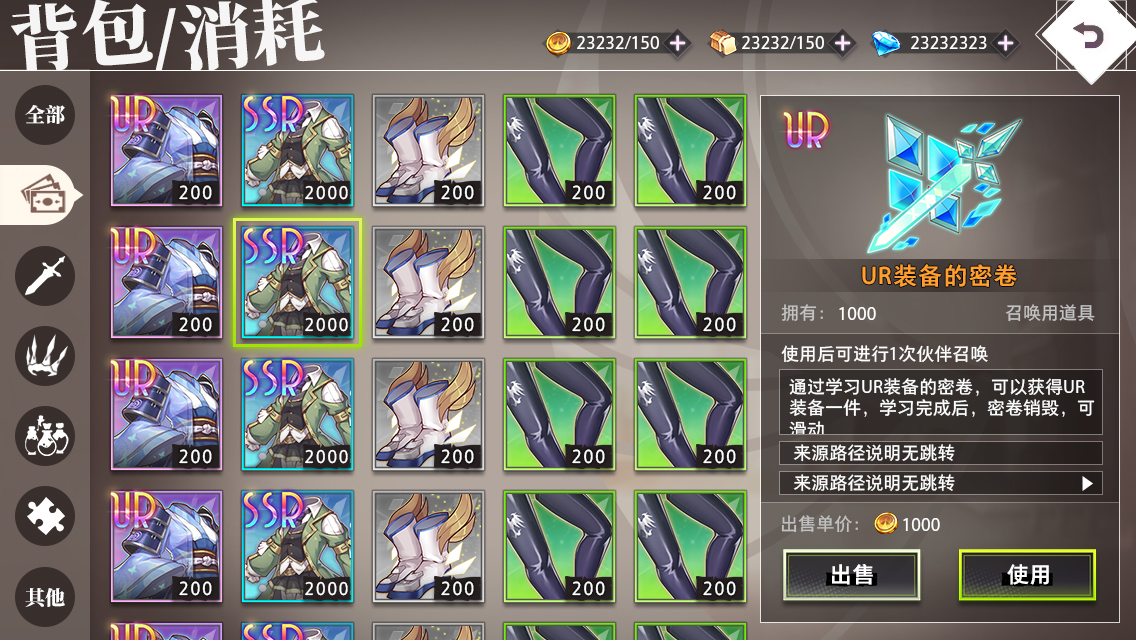 背包/消耗
23232/150
23232/150
23232323
全部
其他
UR
200
SSR
2000
200
200
200
UR
200
SSR
2000
200
200
200
UR
200
SSR
2000
200
200
200
UR
200
SSR
2000
200
200
200
UR
SSR
UR
UR装备的密卷
拥有： 1000
召唤用道具
使用后可进行1次伙伴召唤
通过学习UR装备的密卷，可以获得UR
装备一件，学习完成后，密卷销毁，可
滑动
来源路径说明无跳转
来源路径说明无跳转
出售单价： 1000
出售
使用